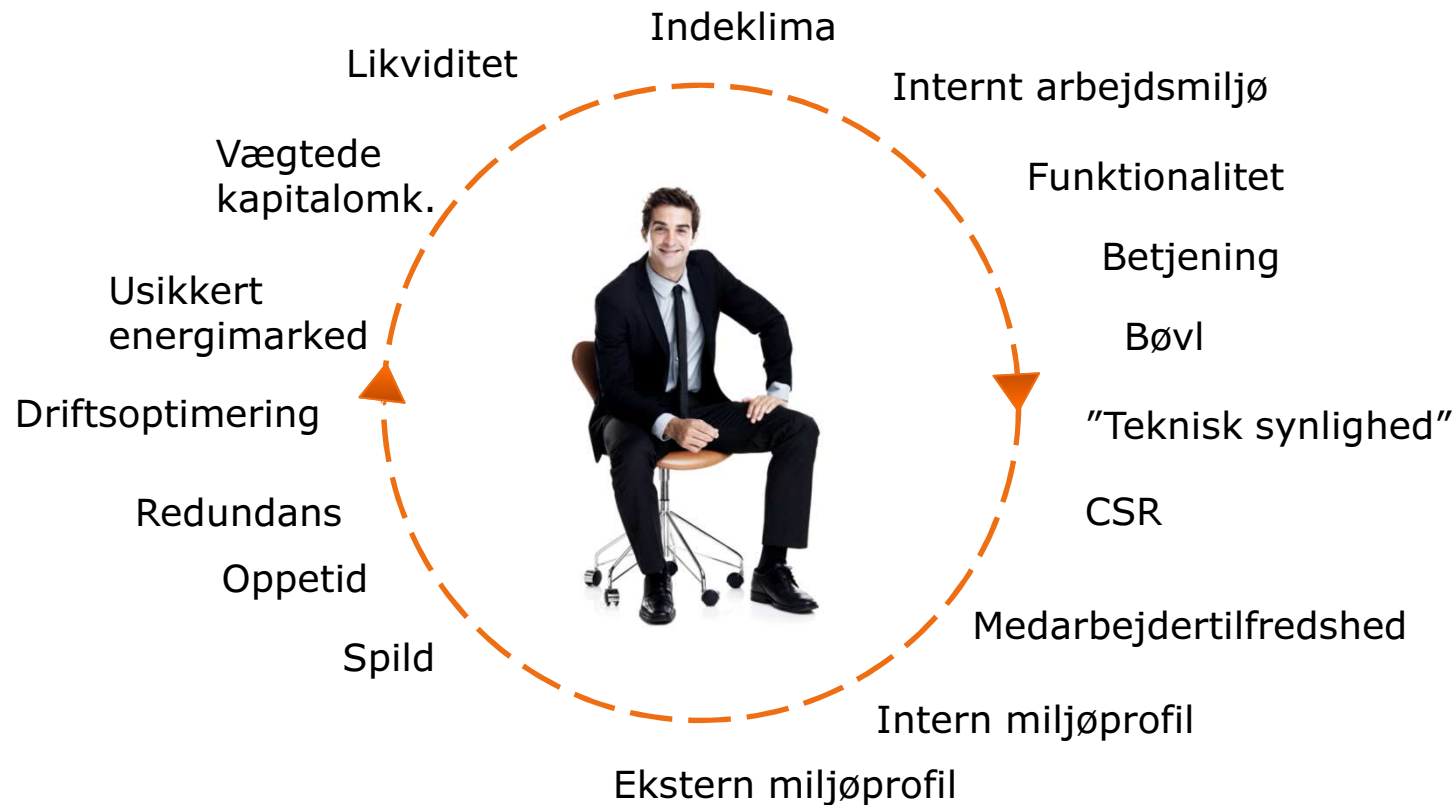 Indeklima
Internt arbejdsmiljø
Funktionalitet
Betjening
Bøvl
”Teknisk synlighed”
CSR
Medarbejdertilfredshed
Intern miljøprofil
Ekstern miljøprofil
Spild
Oppetid
Redundans
Driftsoptimering
Usikkert
energimarked
Vægtede
kapitalomk.
Likviditet